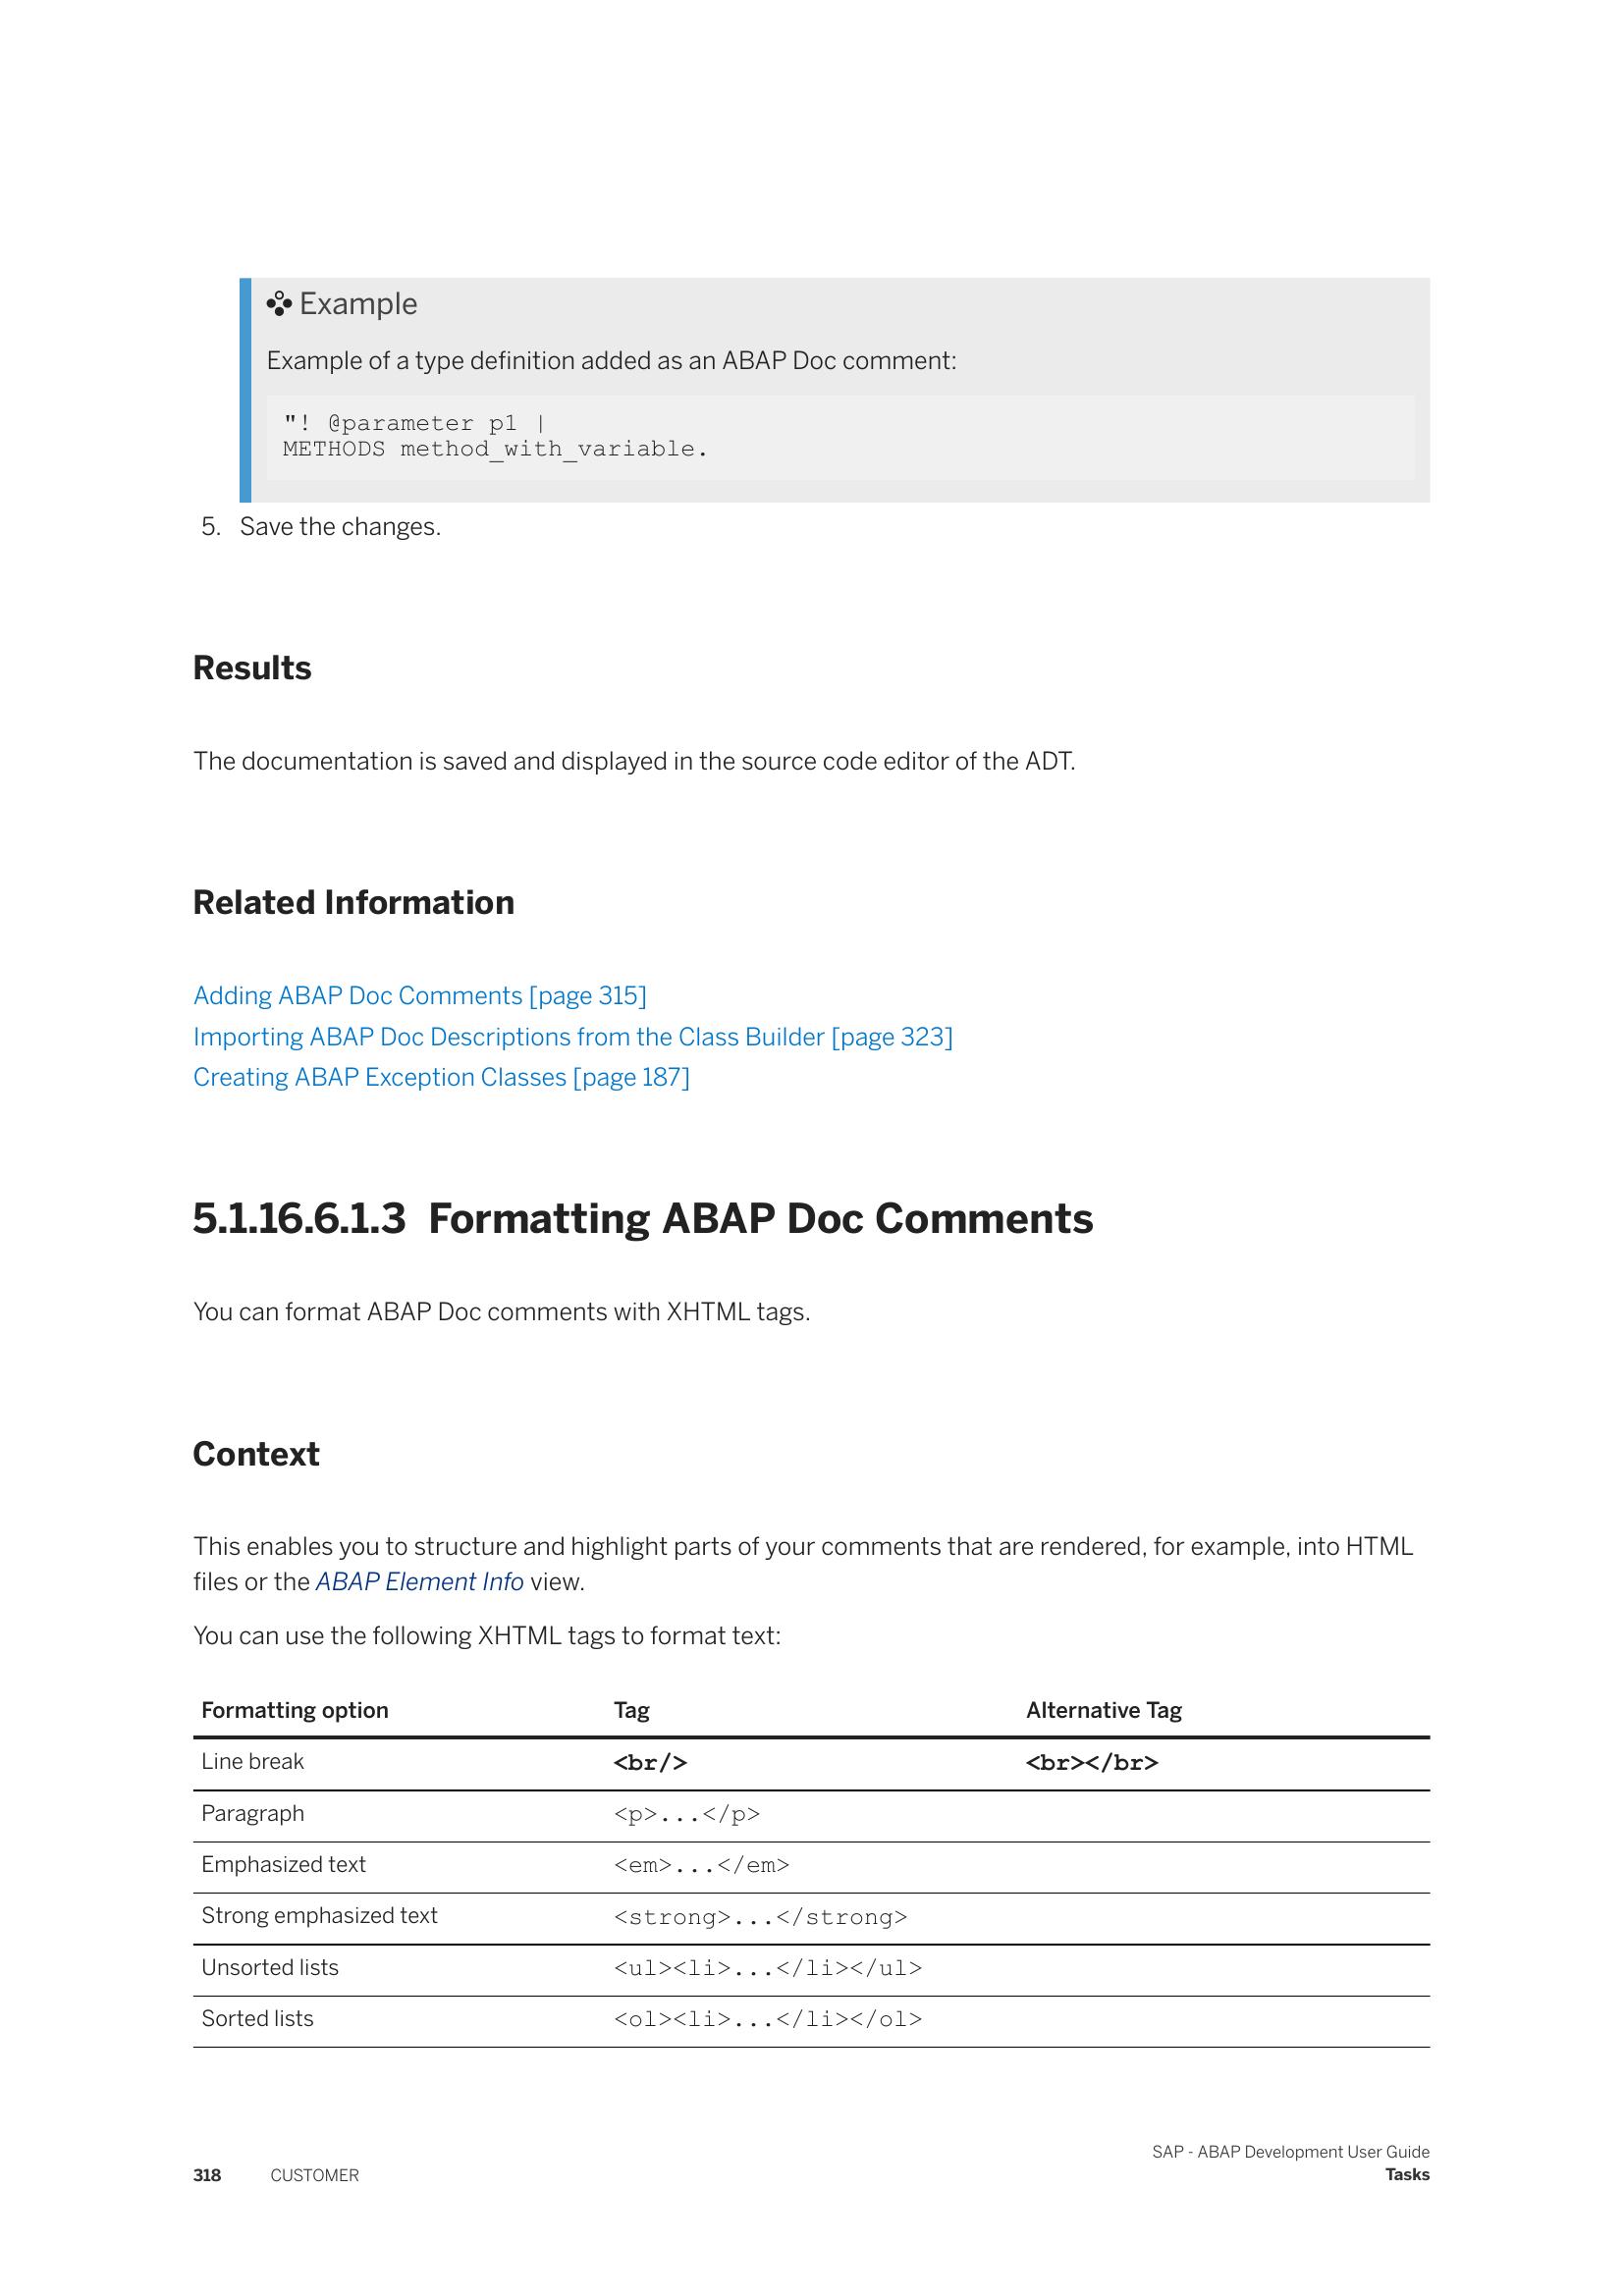 Example
Example of a type definition added as an ABAP Doc comment:
"! @parameter p1 |
METHODS method_with_variable.
5. Save the changes.
Results
The documentation is saved and displayed in the source code editor of the ADT.
Related Information
Adding ABAP Doc Comments [page 315]
Importing ABAP Doc Descriptions from the Class Builder [page 323]
Creating ABAP Exception Classes [page 187]
5.1.16.6.1.3 Formatting ABAP Doc Comments
You can format ABAP Doc comments with XHTML tags.
Context
This enables you to structure and highlight parts of your comments that are rendered, for example, into HTML
files or the ABAP Element Info view.
You can use the following XHTML tags to format text:
Formatting option Tag Alternative Tag
Line break <br/> <br></br>
Paragraph <p>...</p>
Emphasized text <em>...</em>
Strong emphasized text <strong>...</strong>
Unsorted lists <ul><li>...</li></ul>
Sorted lists <ol><li>...</li></ol>
SAP - ABAP Development User Guide
318 CUSTOMER Tasks